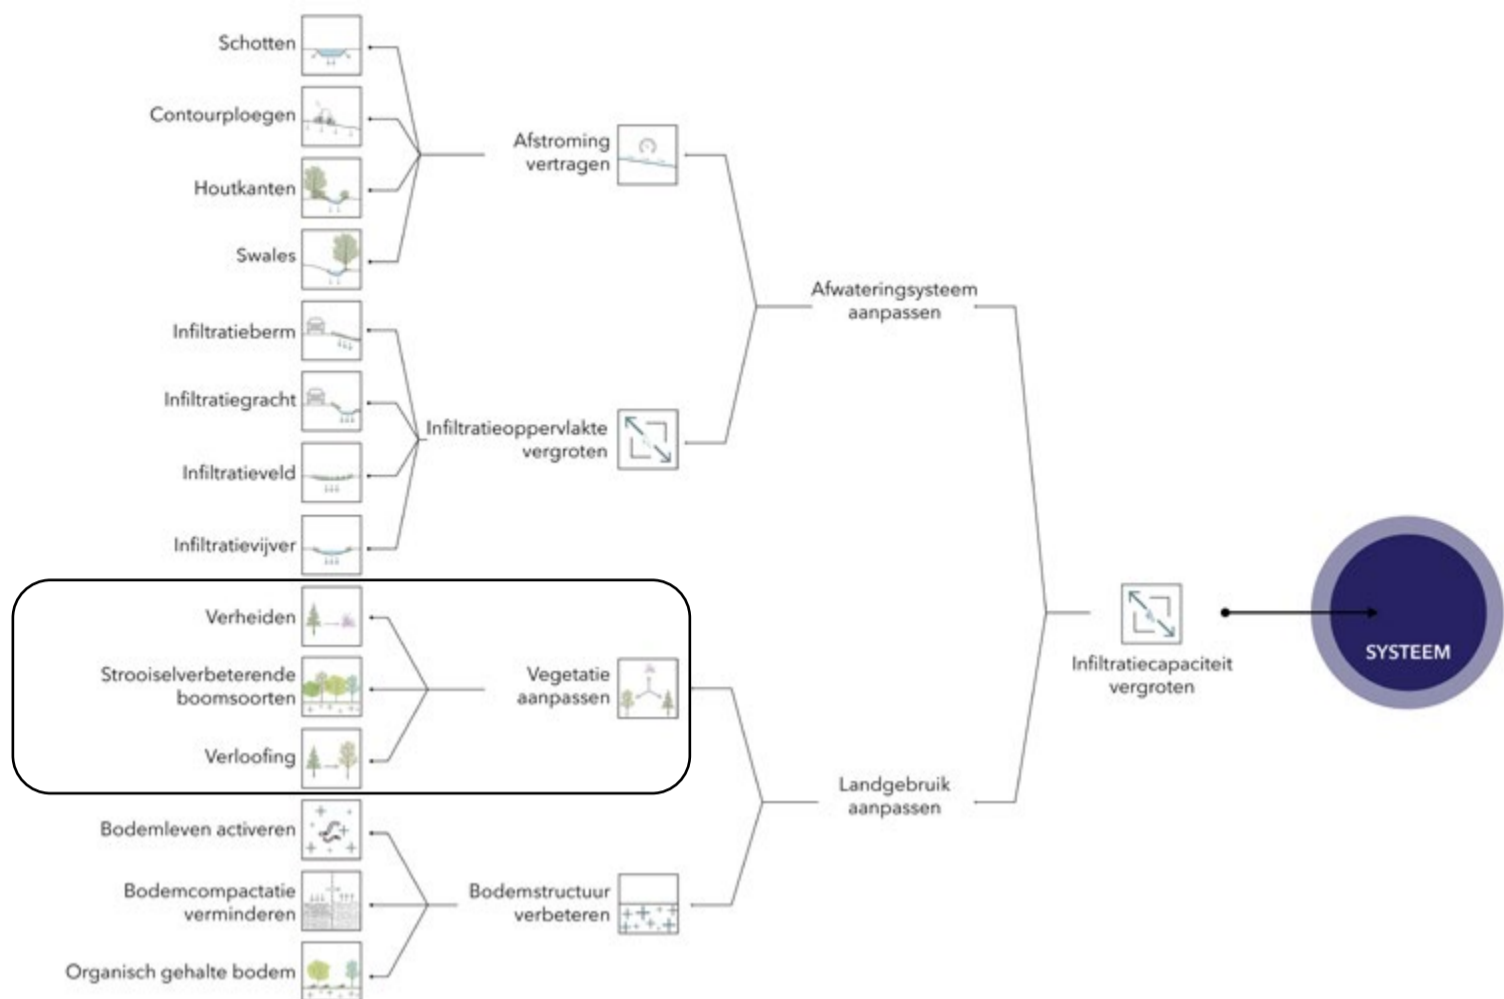 Schotten
Contourploegen
Houtkanten
Swales
Afstroming
vertragen
Infiltratieberm
Infiltratiegracht
Infiltratieveld
Infiltratievijver
Infiltratieoppervlakte
vergroten
Afwateringsysteem
aanpassen
Verheiden
Strooiselverbeterende
boomsoorten
Verloofing
Vegetatie
aanpassen
Bodemleven activeren
Bodemcompactatie
verminderen
Organisch gehalte bodem
Bodemstructuur
verbeteren
Landgebruik
aanpassen
Infiltratiecapaciteit
vergroten
SYSTEEM